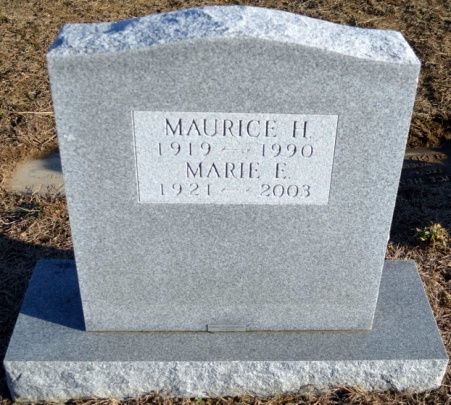 MAURICE H.
1919 — 1990
MARIE E.
1921 — 2003